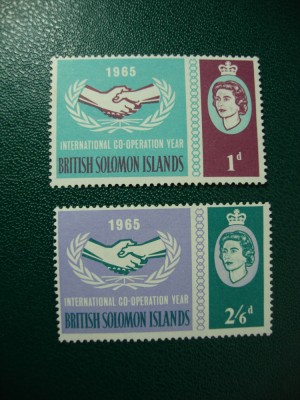 1965
INTERNATIONAL CO-OPERATION YEAR
BRITISH SOLOMON ISLANDS
1d
1965
INTERNATIONAL CO-OPERATION YEAR
BRITISH SOLOMON ISLANDS
2/6d